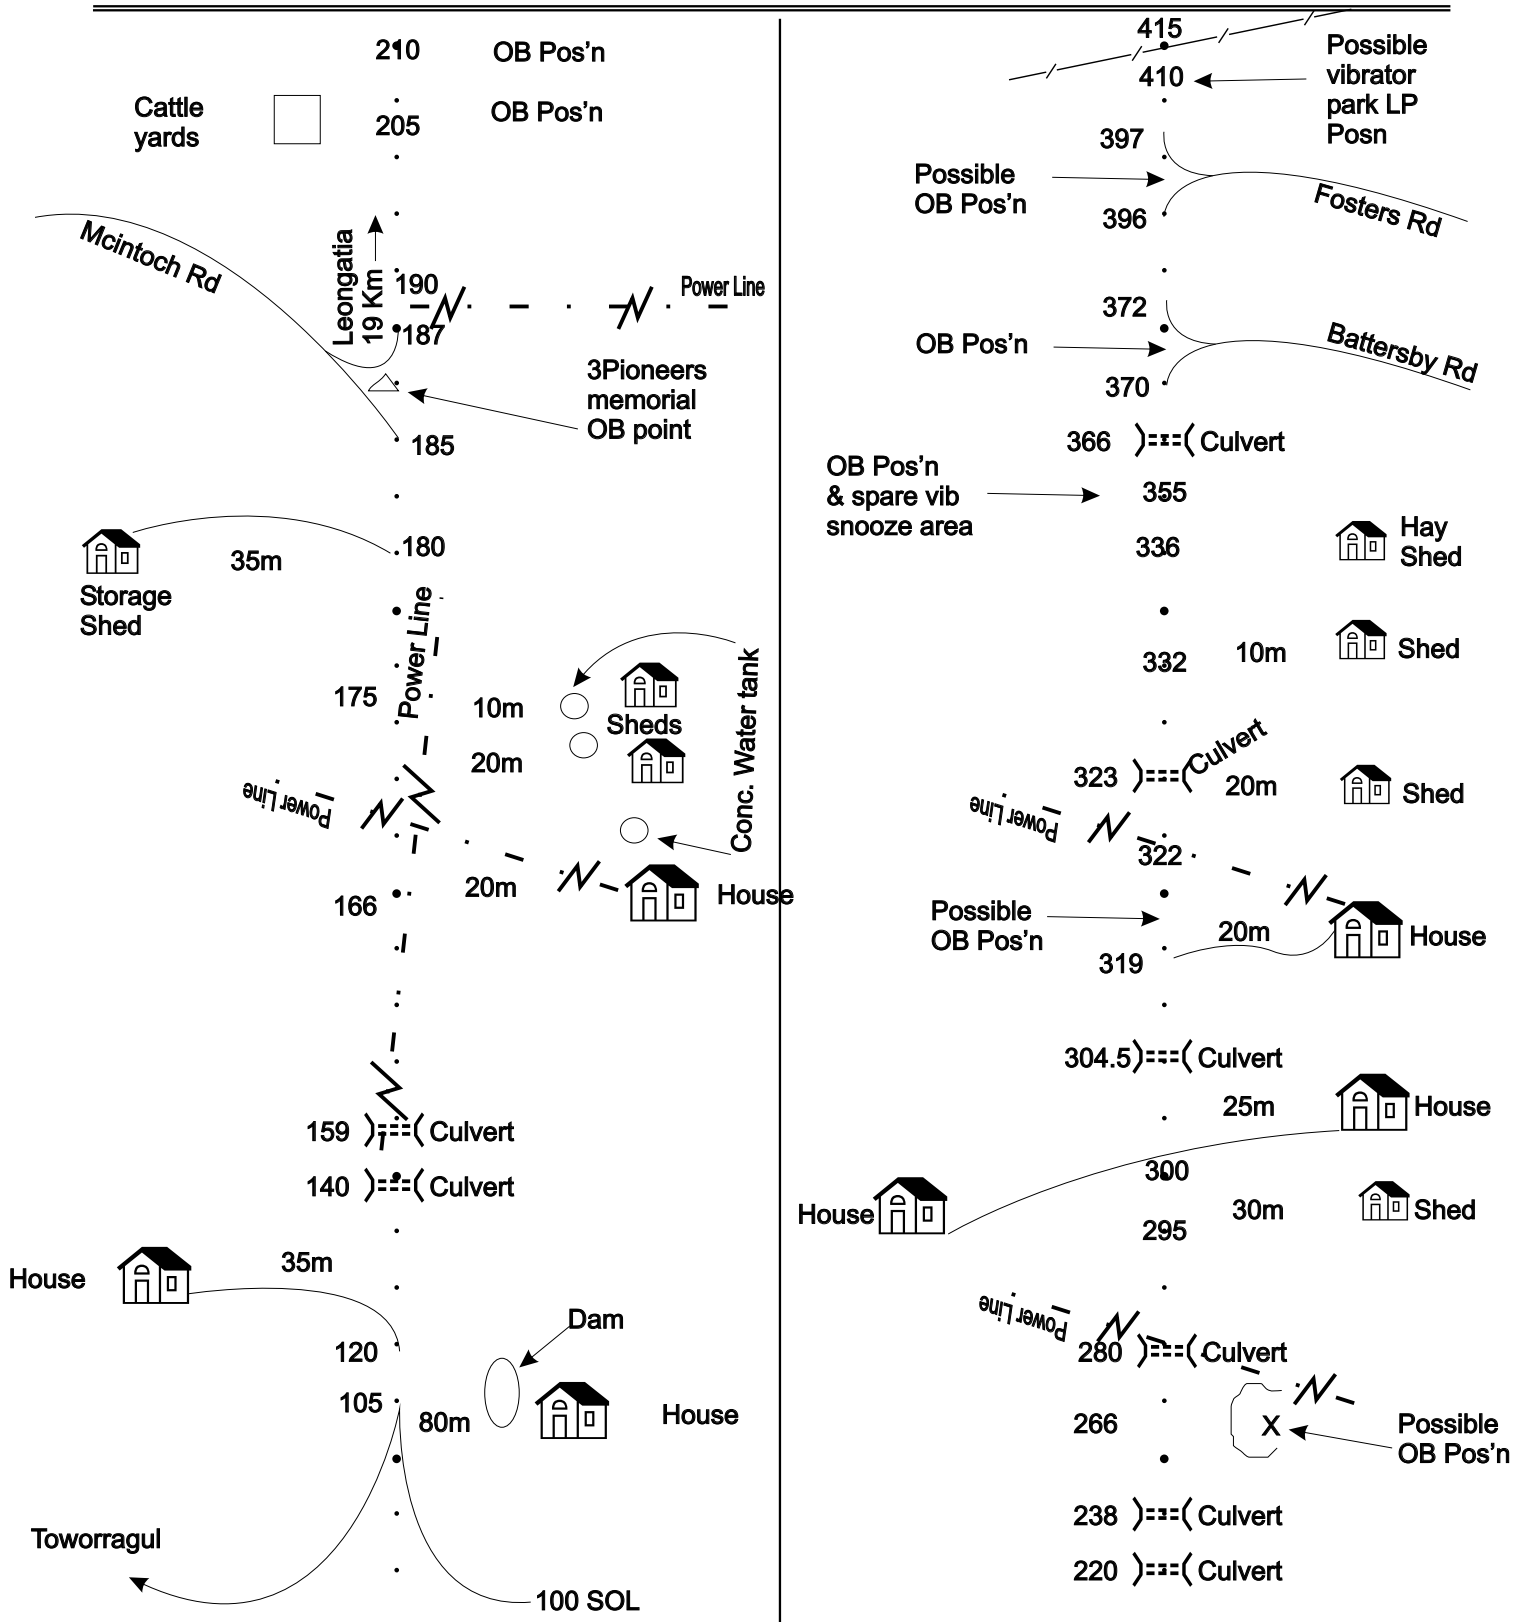 210 OB Pos'n
Cattle
yards
205 OB Pos'n
Mcintoch Rd
Leongatia
19 Km
190
Power Line
187
3Pioneers
memorial
OB point
185
180
35m
Storage
Shed
Power Line
175
10m
Sheds
20m
Conc. Water tank
Power Line
20m
House
166
159 Culvert
140 Culvert
35m
House
Dam
120
105
80m
House
Toworragul
100 SOL
415
410
Possible
vibrator
park LP
Posn
397
Possible
OB Pos'n
Fosters Rd
396
372
OB Pos'n
Battersby Rd
370
366 Culvert
OB Pos'n
& spare vib
snooze area
355
336
Hay
Shed
332
10m
Shed
Culvert
323
20m
Shed
Power Line
322
Possible
OB Pos'n
20m
House
319
304.5 Culvert
25m
House
300
House
30m
Shed
295
Power Line
280 Culvert
266
X
Possible
OB Pos'n
238 Culvert
220 Culvert